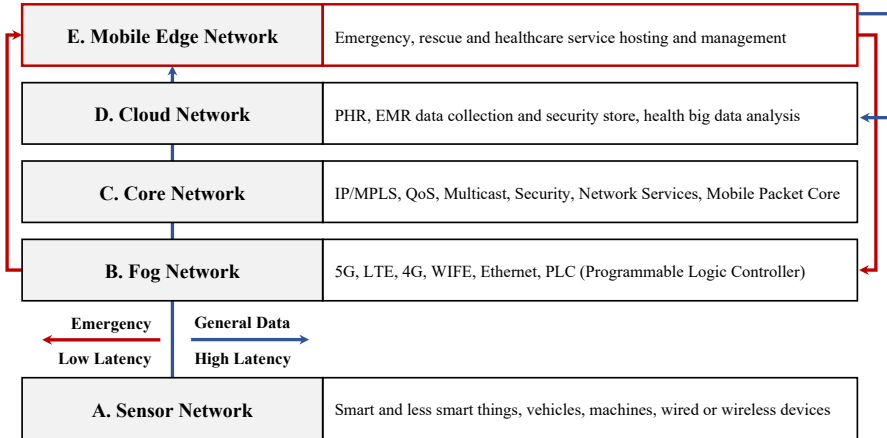 E. Mobile Edge Network
Emergency, rescue and healthcare service hosting and management
D. Cloud Network
PHR, EMR data collection and security store, health big data analysis
C. Core Network
IP/MPLS, QoS, Multicast, Security, Network Services, Mobile Packet Core
B. Fog Network
5G, LTE, 4G, WIFE, Ethernet, PLC (Programmable Logic Controller)
Emergency
General Data
Low Latency
High Latency
A. Sensor Network
Smart and less smart things, vehicles, machines, wired or wireless devices